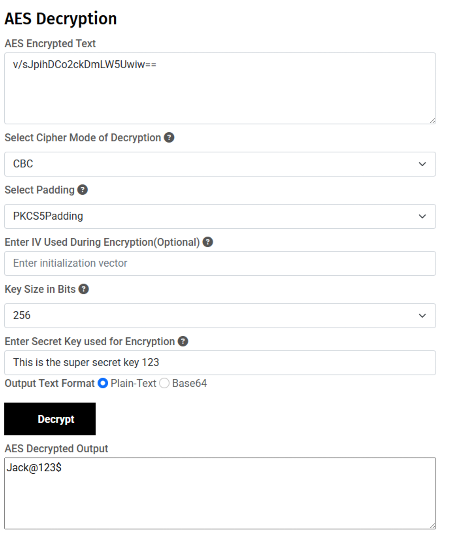 AES Decryption
AES Encrypted Text
v/sJpihDCo2ckDmLW5Uwiw==
Select Cipher Mode of Decryption ?
CBC
Select Padding ?
PKCS5Padding
Enter IV Used During Encryption(Optional) ?
Enter initialization vector
Key Size in Bits ?
256
Enter Secret Key used for Encryption ?
This is the super secret key 123
Output Text Format Plain-Text Base64
Decrypt
AES Decrypted Output
Jack@123$